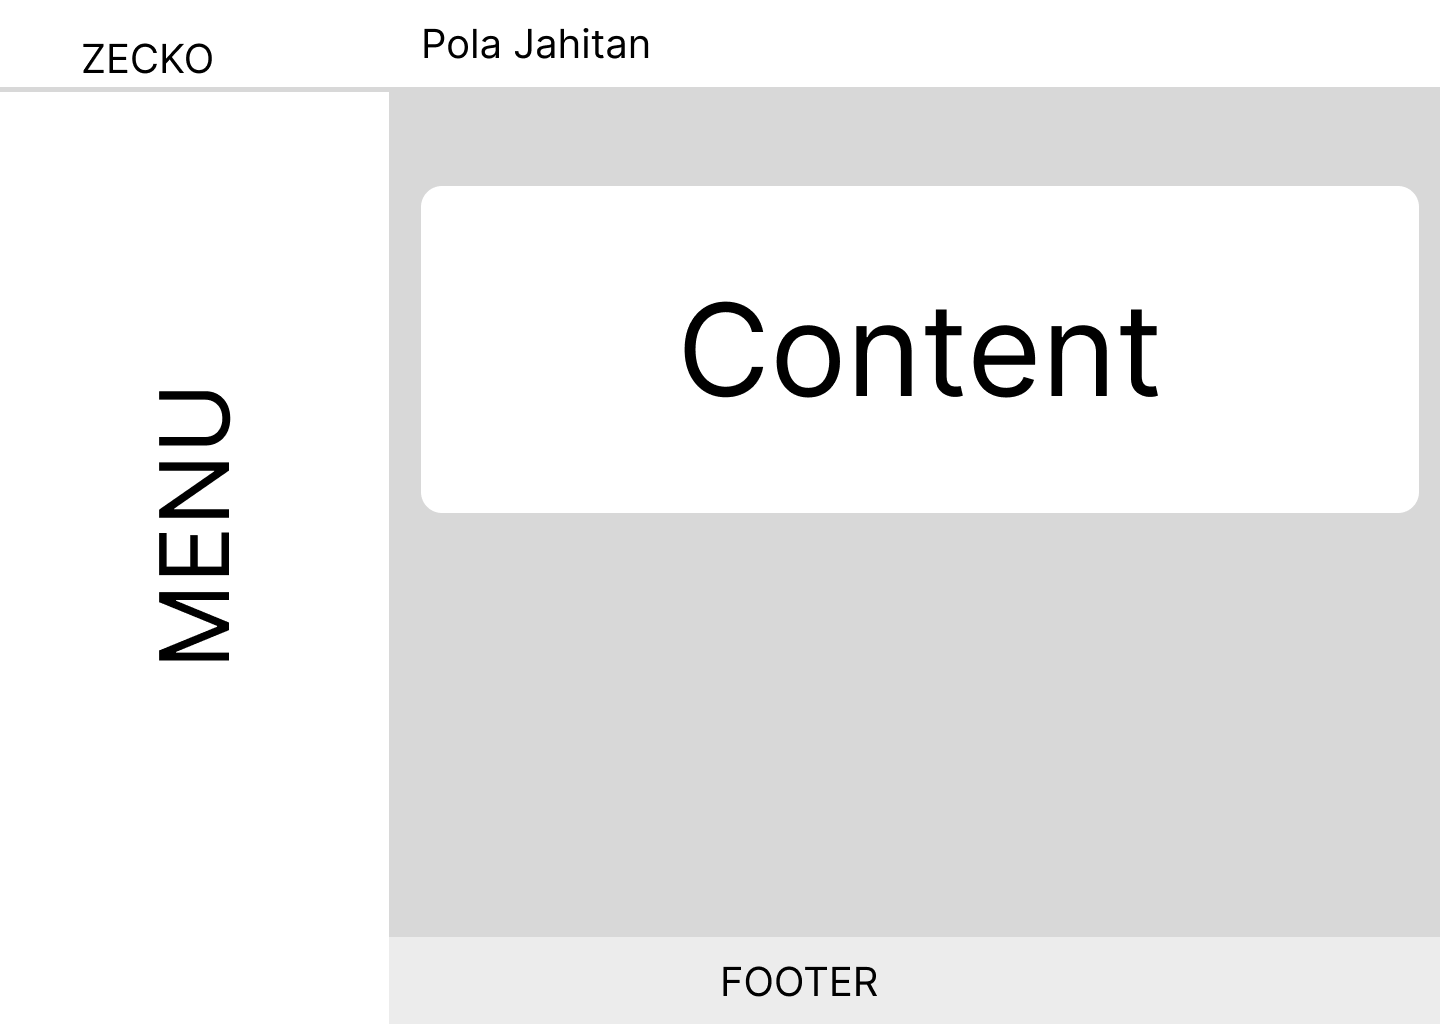 ZECKO
Pola Jahitan
MENU
Content
FOOTER